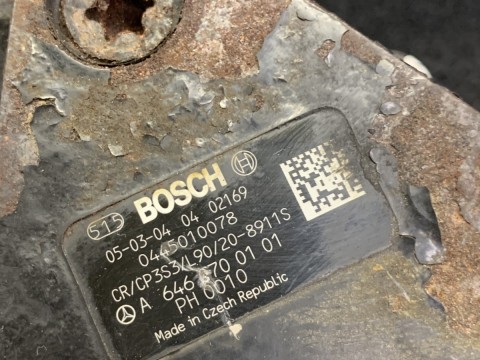 515 BOSCH
05-03-04 04 02169
0445010078
CR/CP3S3/L90/20-8911S
A 646 070 01 01
PH 0010
Made in Czech Republic